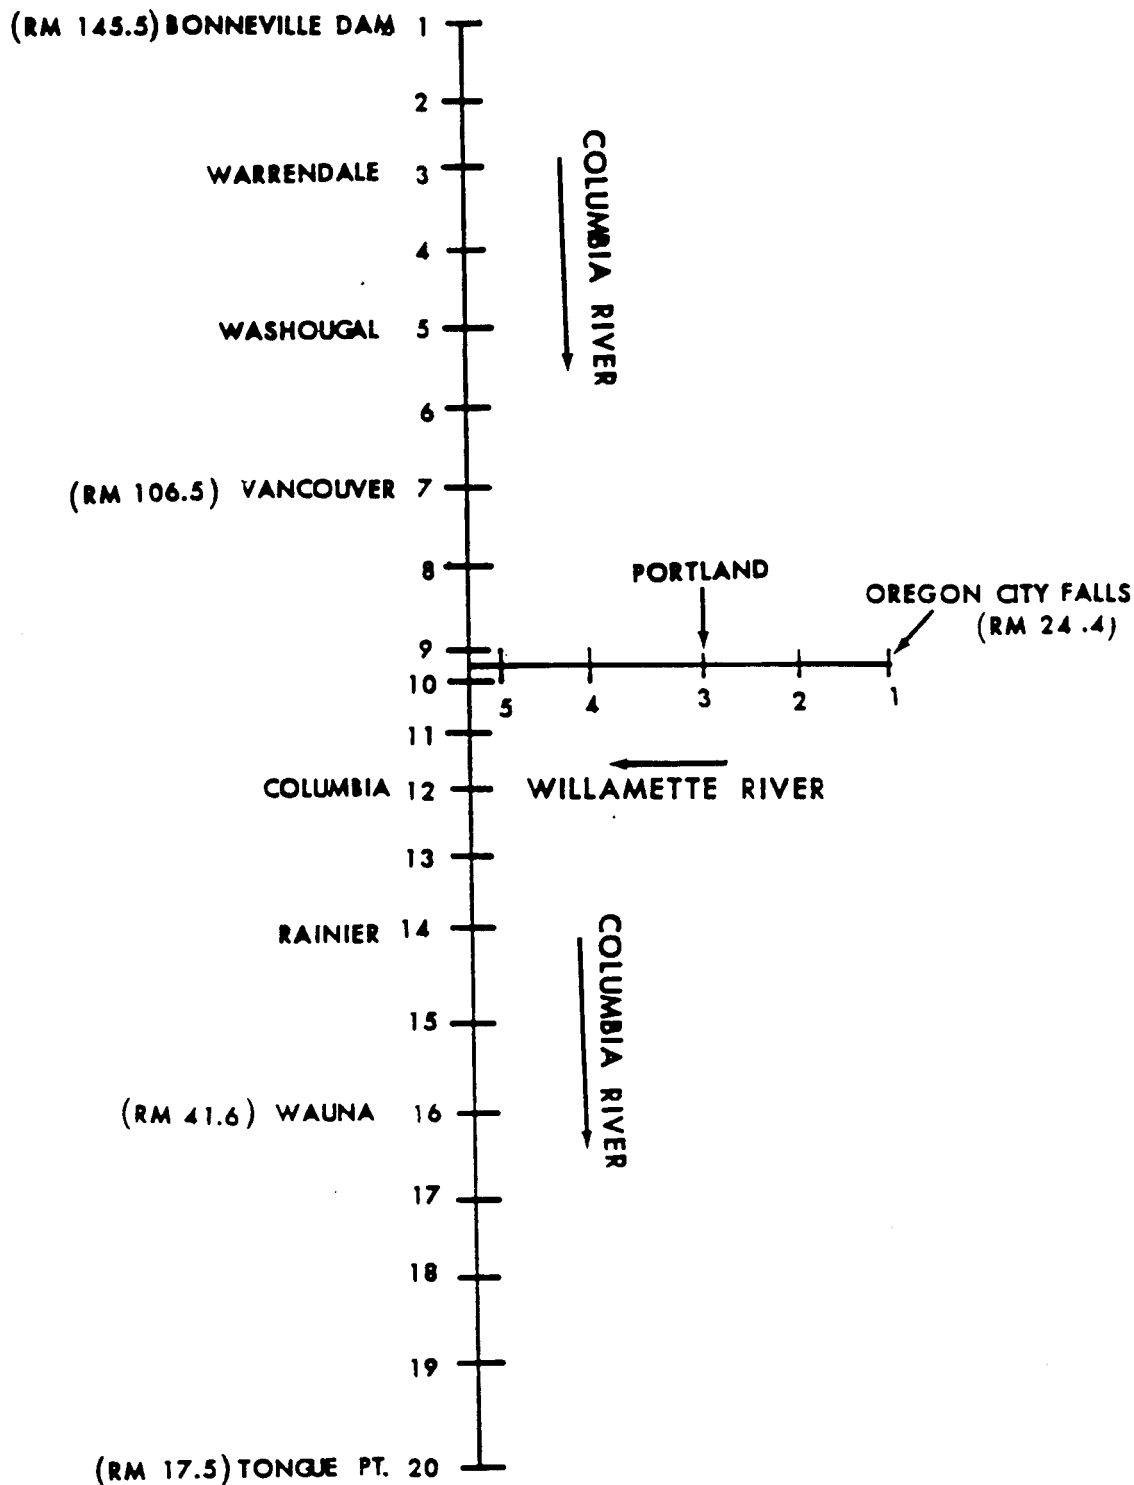 (RM 145.5) BONNEVILLE DAM 1
2
WARRENDALE 3
4
WASHOUGAL 5
6
(RM 106.5) VANCOUVER 7
8
9
10
11
COLUMBIA 12
13
RAINIER 14
15
(RM 41.6) WAUNA 16
17
18
19
(RM 17.5) TONGUE PT. 20
COLUMBIA RIVER
PORTLAND
OREGON CITY FALLS
(RM 24.4)
5 4 3 2 1
WILLAMETTE RIVER
COLUMBIA RIVER